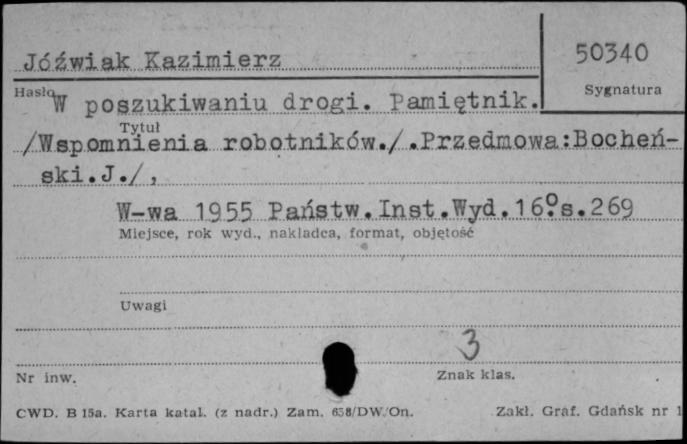 Jóźwiak Kazimierz
50340
Hasło
Sygnatura
W poszukiwaniu drogi. Pamiętnik.
Tytuł
/Wspomnienia robotników./.Przedmowa:Bocheń-
ski.J./,
W-wa 1955 Państw.Inst.Wyd.16º.s.269
Miejsce, rok wyd., nakładca, format, objętość
Uwagi
3
Nr inw.
Znak klas.
CWD. B 15a. Karta katal. (z nadr.) Zam. 658/DW/On.
Zakł. Graf. Gdańsk nr 1